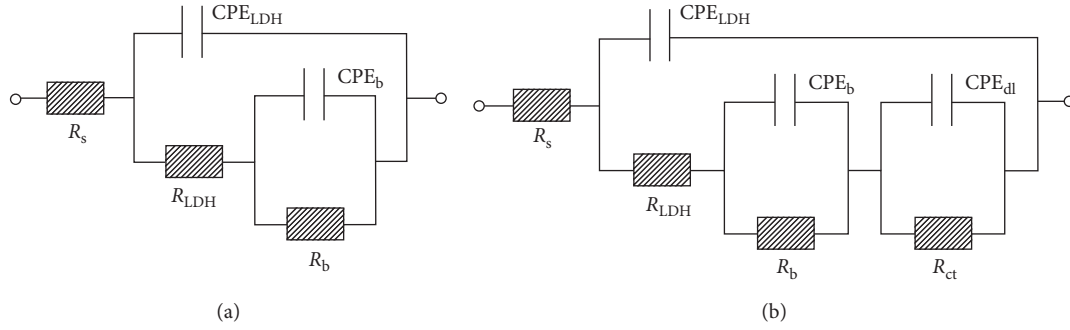 CPE_LDH
CPE_b
R_s
R_LDH
R_b
(a)
CPE_LDH
CPE_b
CPE_dl
R_s
R_LDH
R_b
R_ct
(b)